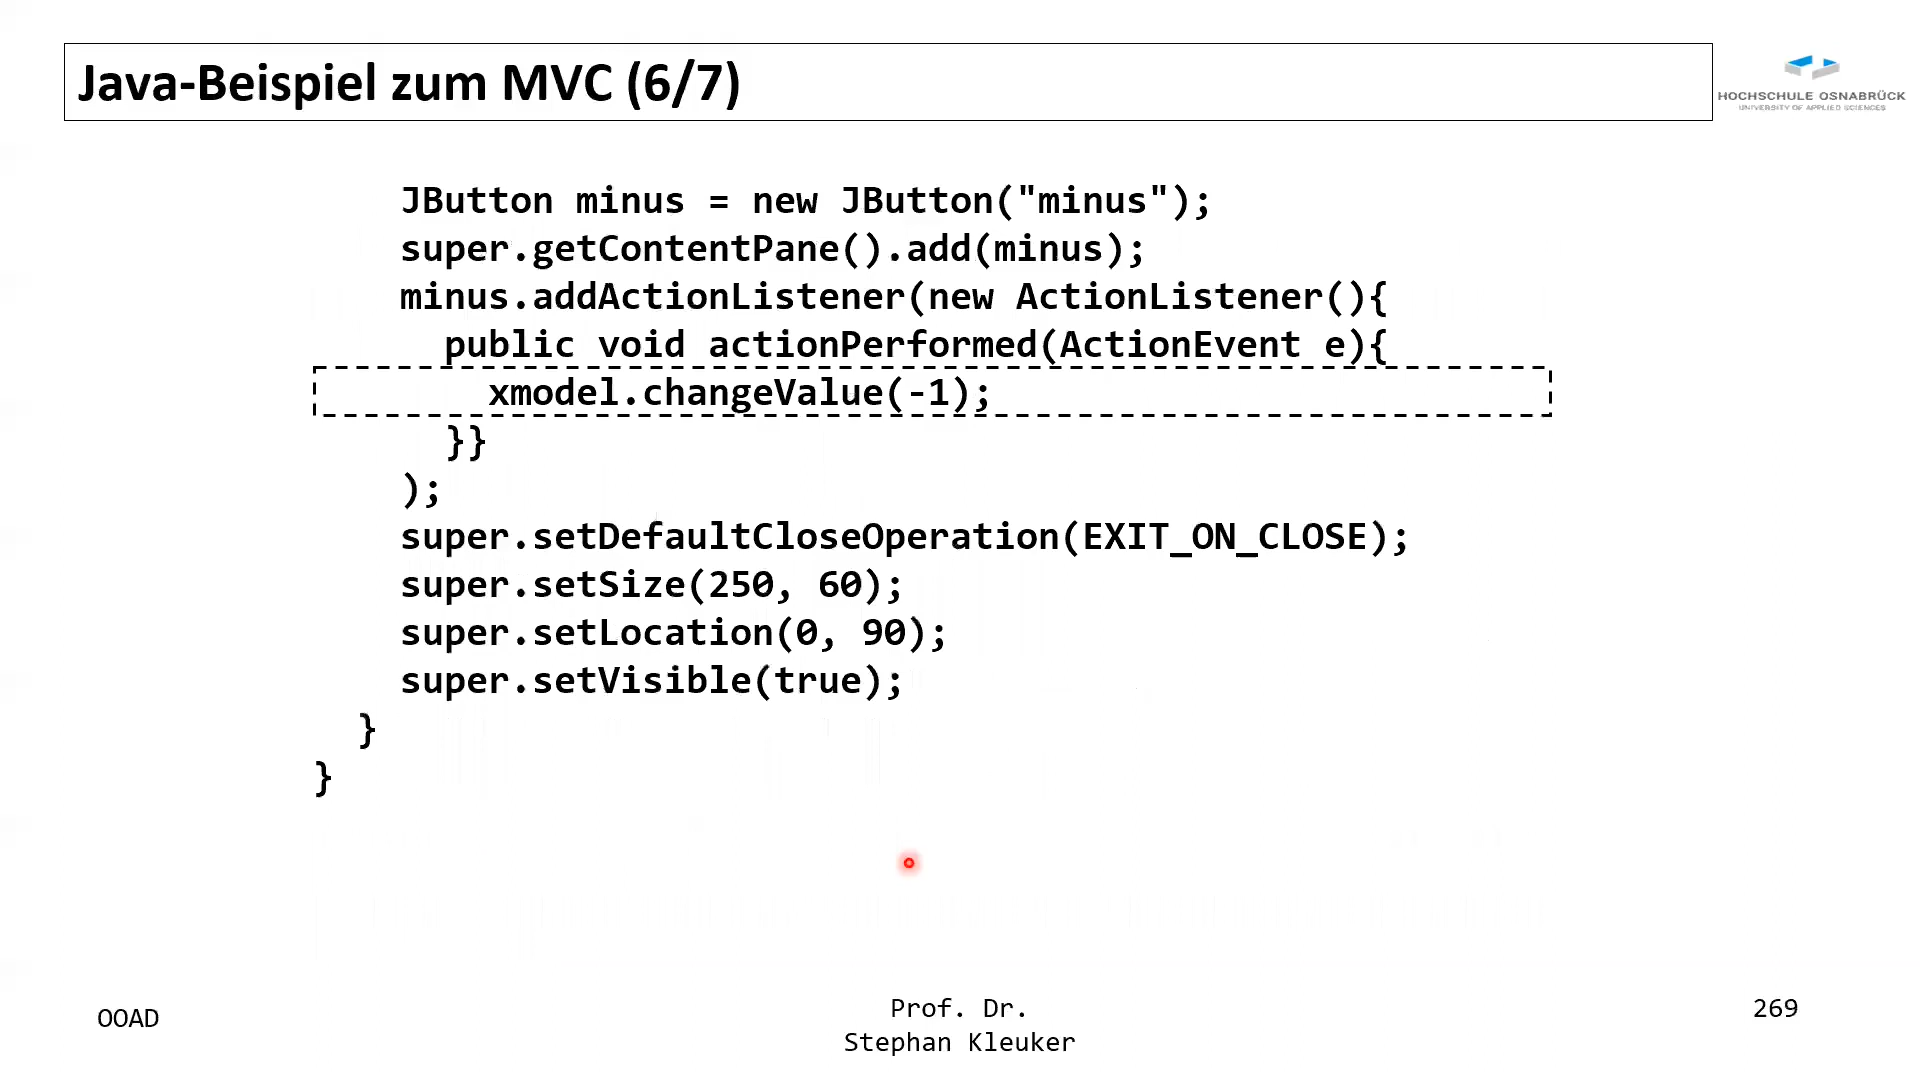 Java-Beispiel zum MVC (6/7)
HOCHSCHULE OSNABRÜCK
UNIVERSITY OF APPLIED SCIENCES
JButton minus = new JButton("minus");
super.getContentPane().add(minus);
minus.addActionListener(new ActionListener(){
public void actionPerformed(ActionEvent e){
xmodel.changeValue(-1);
}}
);
super.setDefaultCloseOperation(EXIT_ON_CLOSE);
super.setSize(250, 60);
super.setLocation(0, 90);
super.setVisible(true);
}
}
OOAD
Prof. Dr.
Stephan Kleuker
269